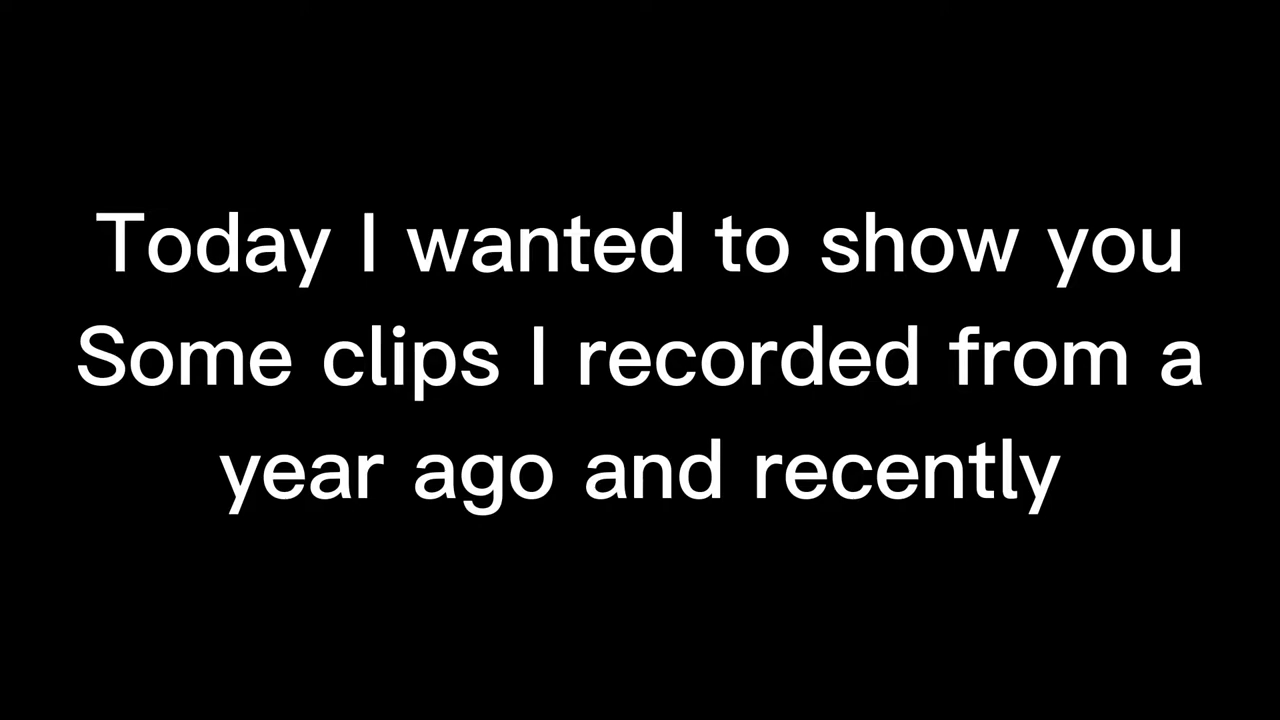 Today I wanted to show you
Some clips I recorded from a
year ago and recently